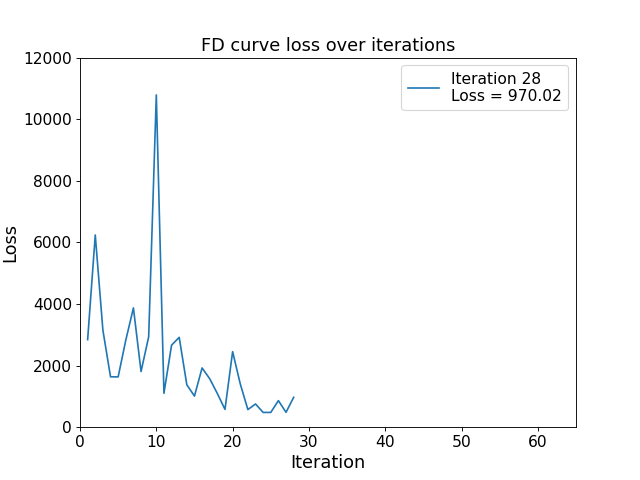 FD curve loss over iterations
Iteration 28
Loss = 970.02
12000
10000
8000
6000
4000
2000
0
Loss
0 10 20 30 40 50 60
Iteration